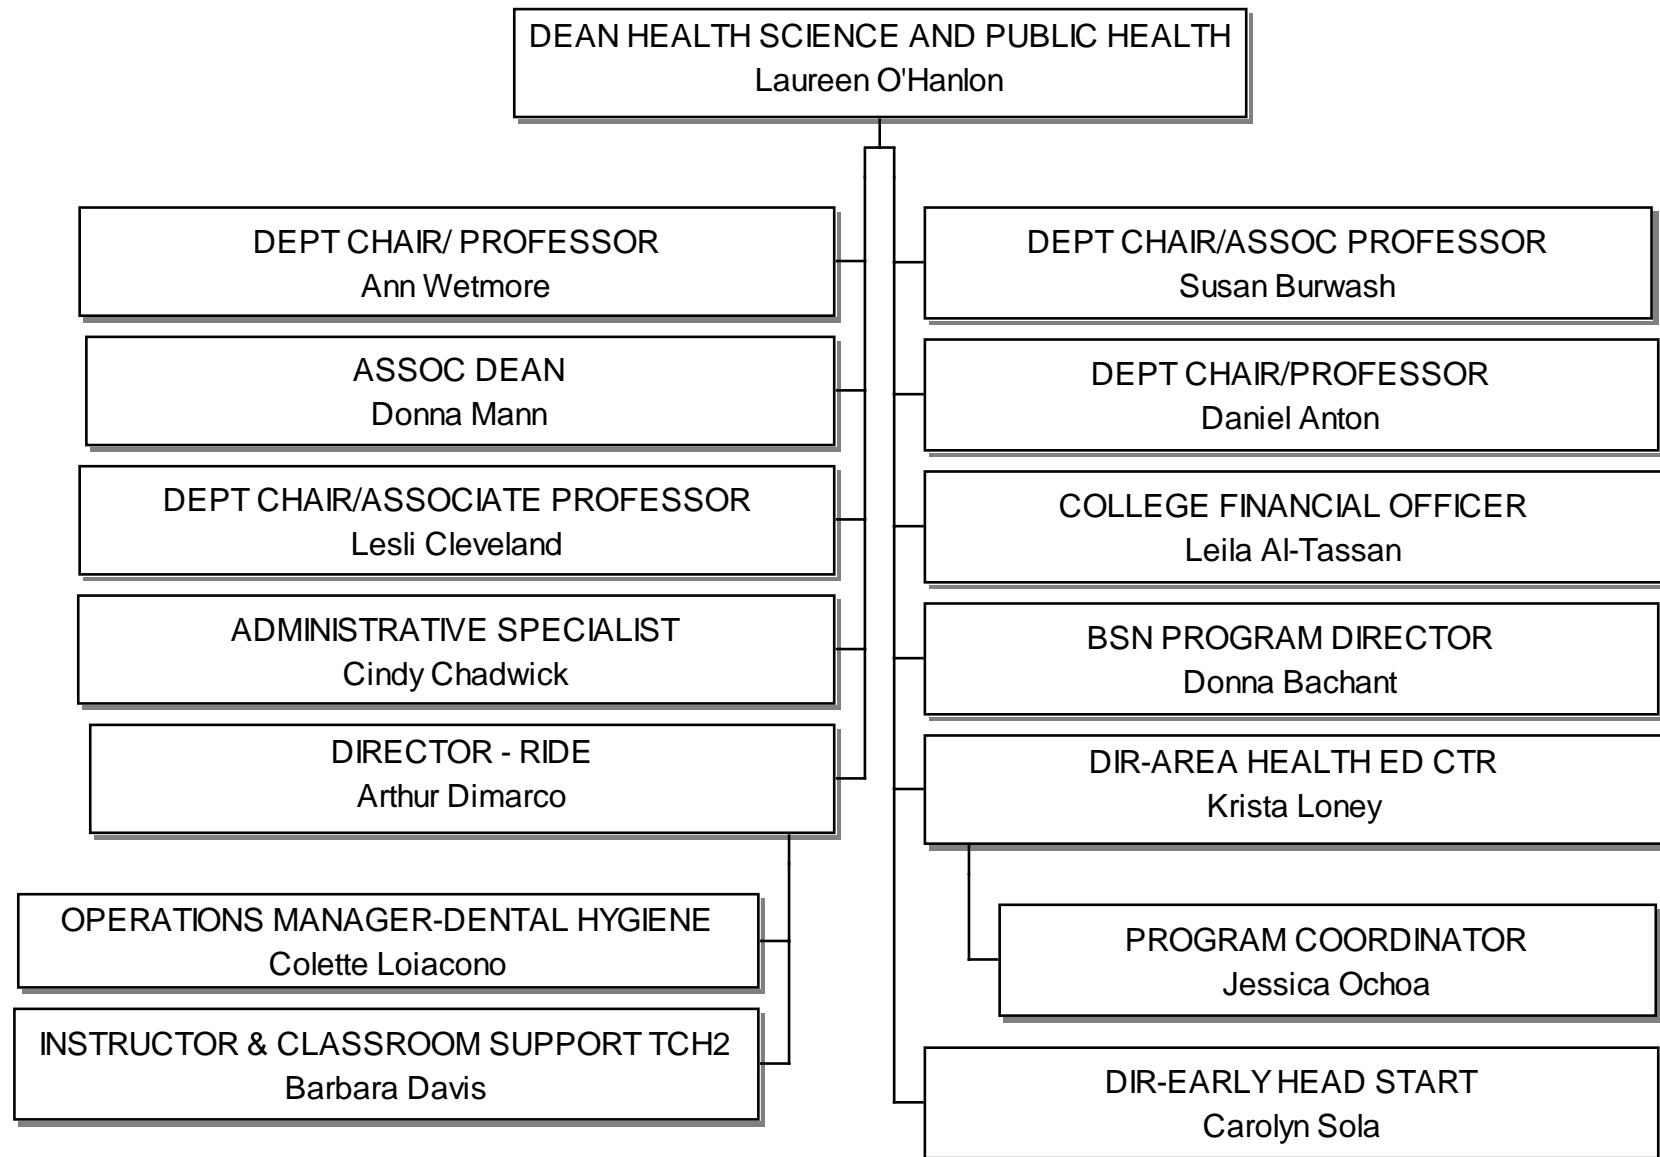 DEAN HEALTH SCIENCE AND PUBLIC HEALTH
Laureen O'Hanlon
DEPT CHAIR/ PROFESSOR
Ann Wetmore
ASSOC DEAN
Donna Mann
DEPT CHAIR/ASSOCIATE PROFESSOR
Lesli Cleveland
ADMINISTRATIVE SPECIALIST
Cindy Chadwick
DIRECTOR - RIDE
Arthur Dimarco
OPERATIONS MANAGER-DENTAL HYGIENE
Colette Loiacono
INSTRUCTOR & CLASSROOM SUPPORT TCH2
Barbara Davis
DEPT CHAIR/ASSOC PROFESSOR
Susan Burwash
DEPT CHAIR/PROFESSOR
Daniel Anton
COLLEGE FINANCIAL OFFICER
Leila Al-Tassan
BSN PROGRAM DIRECTOR
Donna Bachant
DIR-AREA HEALTH ED CTR
Krista Loney
PROGRAM COORDINATOR
Jessica Ochoa
DIR-EARLY HEAD START
Carolyn Sola